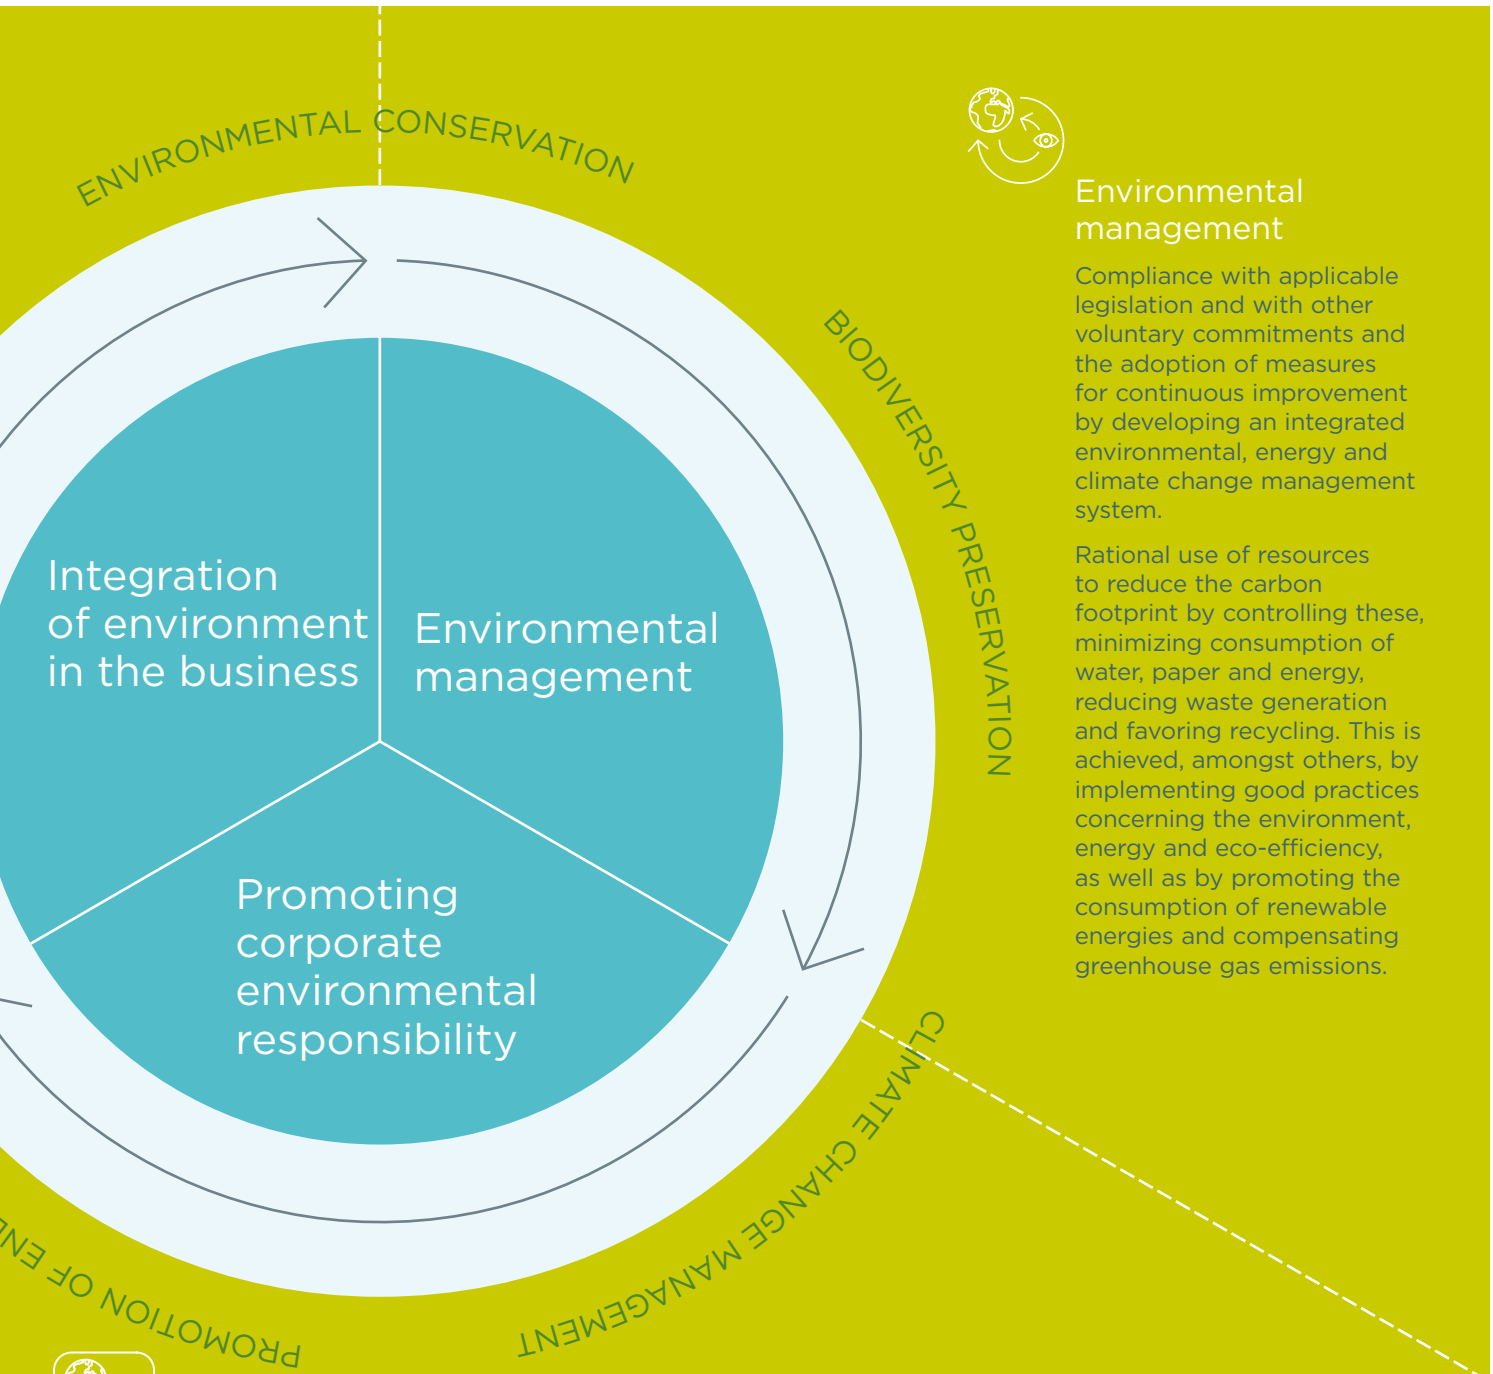 ENVIRONMENTAL CONSERVATION
BIODIVERSITY PRESERVATION
CLIMATE CHANGE MANAGEMENT
PROMOTION OF
Integration
of environment
in the business
Environmental
management
Promoting
corporate
environmental
responsibility
Environmental
management
Compliance with applicable
legislation and with other
voluntary commitments and
the adoption of measures
for continuous improvement
by developing an integrated
environmental, energy and
climate change management
system.
Rational use of resources
to reduce the carbon
footprint by controlling these,
minimizing consumption of
water, paper and energy,
reducing waste generation
and favoring recycling. This is
achieved, amongst others, by
implementing good practices
concerning the environment,
energy and eco-efficiency,
as well as by promoting the
consumption of renewable
energies and compensating
greenhouse gas emissions.